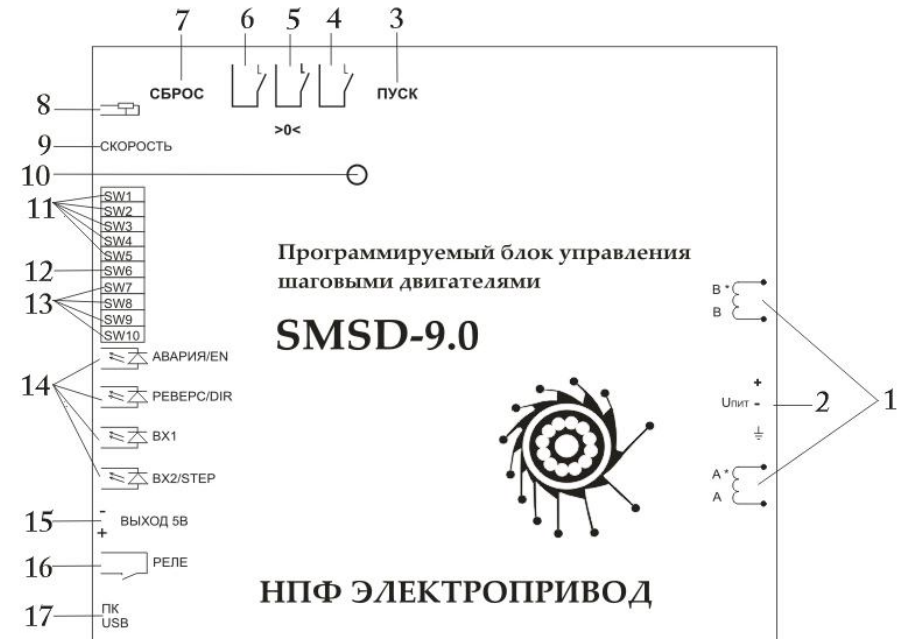 7
6
5
4
3
СБРОС
L
L
L
ПУСК
>0<
8
9
СКОРОСТЬ
10
11
SW1
SW2
SW3
SW4
SW5
12
SW6
13
SW7
SW8
SW9
SW10
Программируемый блок управления
шаговыми двигателями
SMSD-9.0
14
АВАРИЯ/EN
РЕВЕРС/DIR
ВХ1
ВХ2/STEP
15
-
+
ВЫХОД 5В
16
РЕЛЕ
17
ПК
USB
НПФ ЭЛЕКТРОПРИВОД
B *
B
+
Uпит -
2
1
A *
A